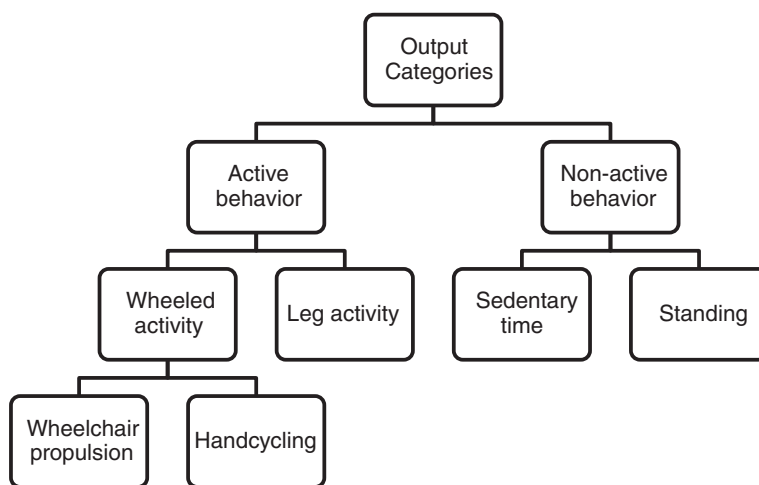 Output
Categories
Active
behavior
Non-active
behavior
Wheeled
activity
Leg activity
Sedentary
time
Standing
Wheelchair
propulsion
Handcycling